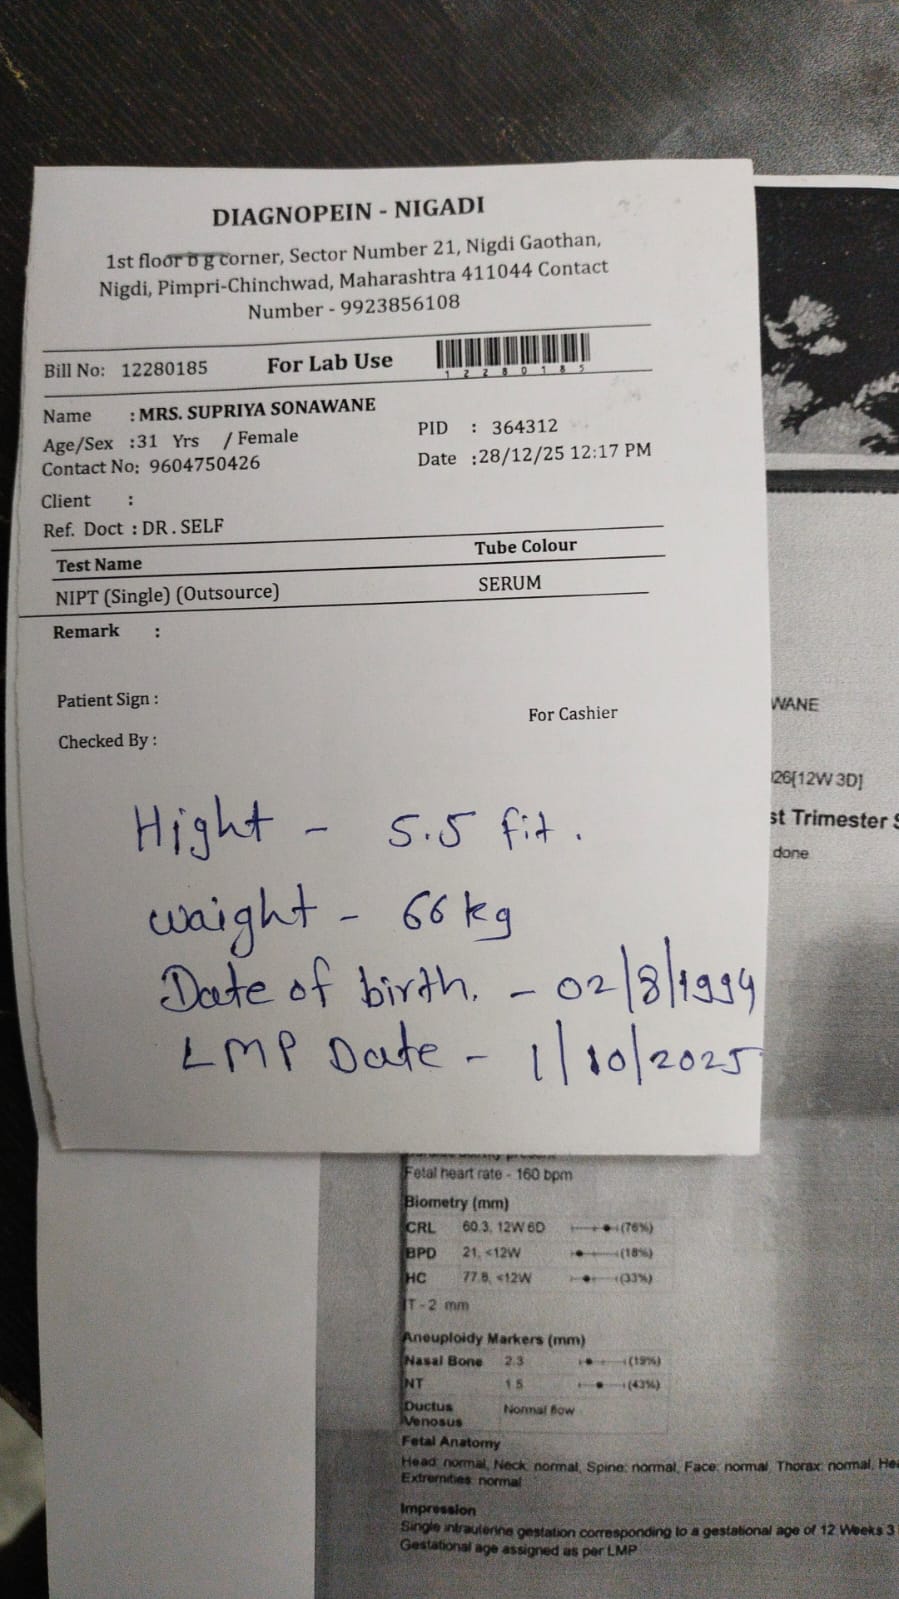 DIAGNOPEIN - NIGADI
1st floor b g corner, Sector Number 21, Nigdi Gaothan,
Nigdi, Pimpri-Chinchwad, Maharashtra 411044 Contact
Number - 9923856108
Bill No: 12280185 For Lab Use
12280185
Name : MRS. SUPRIYA SONAWANE
Age/Sex :31 Yrs / Female PID : 364312
Contact No: 9604750426 Date :28/12/25 12:17 PM
Client :
Ref. Doct : DR. SELF
Test Name Tube Colour
NIPT (Single) (Outsource) SERUM
Remark :
Patient Sign :
For Cashier
Checked By :
Hight - 5.5 fit.
waight - 66 kg
Date of birth. - 02/8/1994
LMP Date - 1/10/2025
WANE
026[12W 3D]
st Trimester S
done
Fetal heart rate - 160 bpm
Biometry (mm)
CRL 60.3, 12W 6D (76%)
BPD 21, <12W (18%)
HC 77.8, <12W (33%)
IT - 2 mm
Aneuploidy Markers (mm)
Nasal Bone 2.3 (19%)
NT 1.5 (43%)
Ductus Venosus Normal flow
Fetal Anatomy
Head: normal, Neck: normal, Spine: normal, Face: normal, Thorax: normal, He
Extremities: normal
Impression
Single intrauterine gestation corresponding to a gestational age of 12 Weeks 3
Gestational age assigned as per LMP